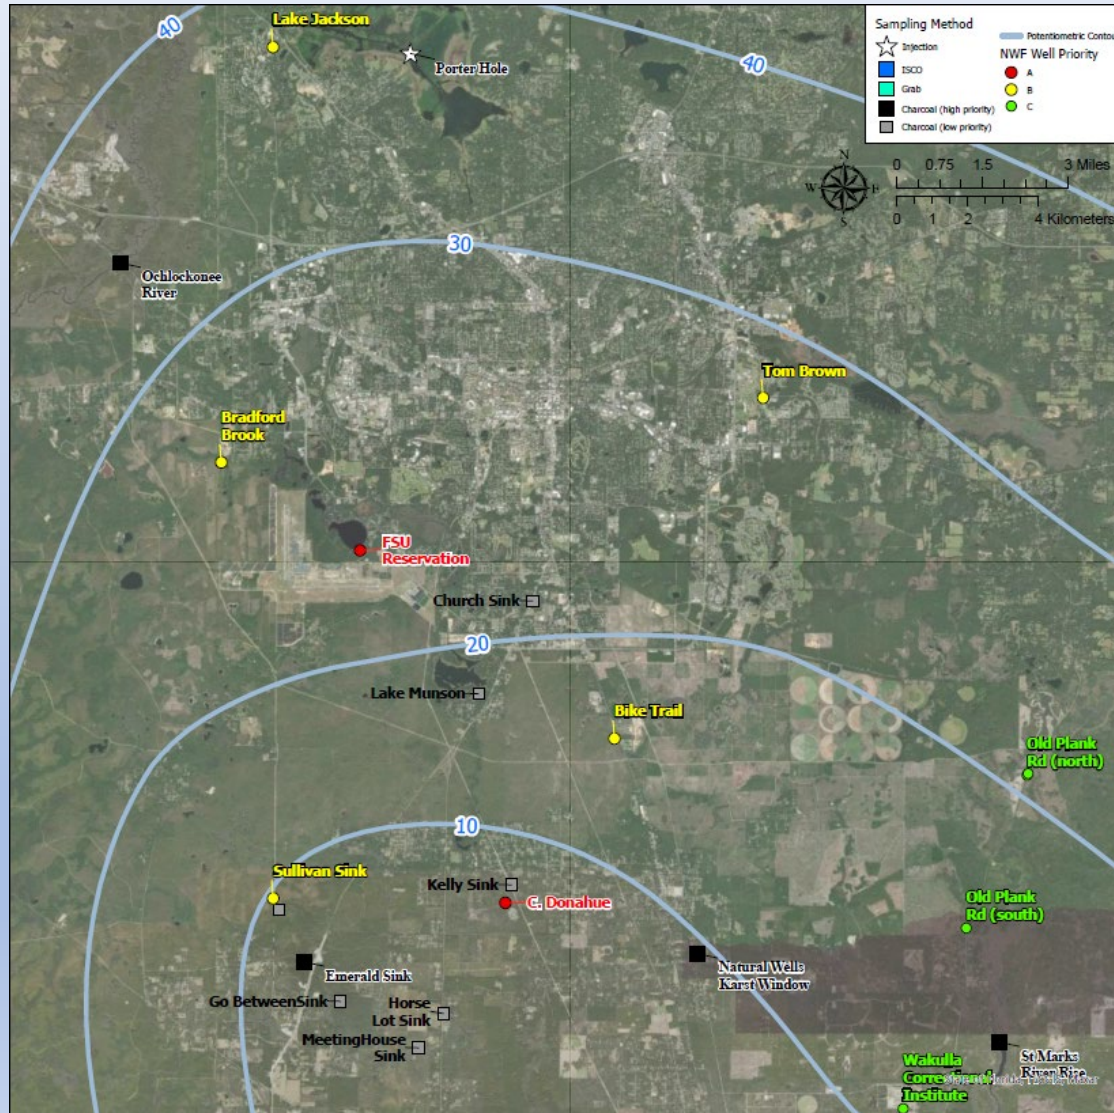 40
Lake Jackson
Porter Hole
40
Sampling Method
Injection
ISCO
Grab
Charcoal (high priority)
Charcoal (low priority)
Potentiometric Contou
NWF Well Priority
A
B
C
N
W
E
S
0 0.75 1.5 3 Miles
0 1 2 4 Kilometers
30
Ochlockonee
River
Tom Brown
Bradford
Brook
FSU
Reservation
Church Sink
20
Lake Munson
Bike Trail
Old Plank
Rd (north)
10
Sullivan Sink
Kelly Sink
C. Donahue
Old Plank
Rd (south)
Emerald Sink
Natural Wells
Karst Window
Go BetweenSink
Horse
Lot Sink
MeetingHouse
Sink
St Marks
River Rise
Wakulla
Correctional
Institute